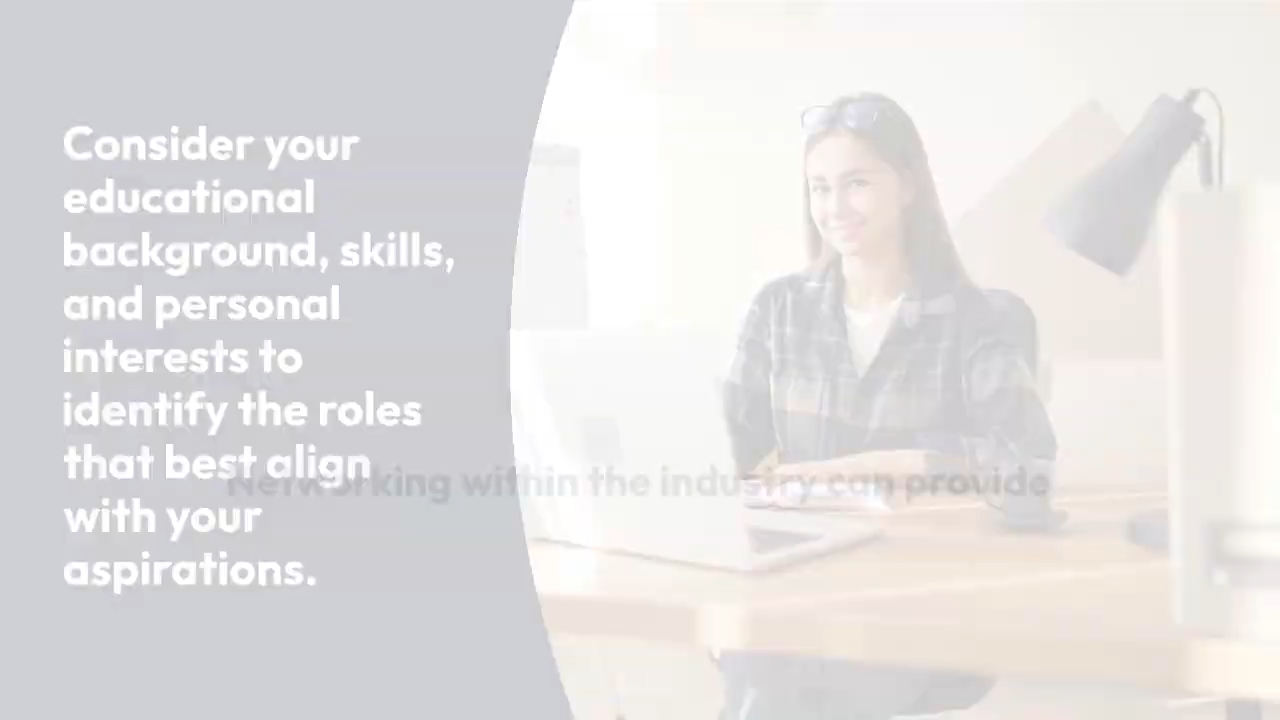 Consider your
educational
background, skills,
and personal
interests to
identify the roles
that best align
with your
aspirations.
Networking within the industry can provide